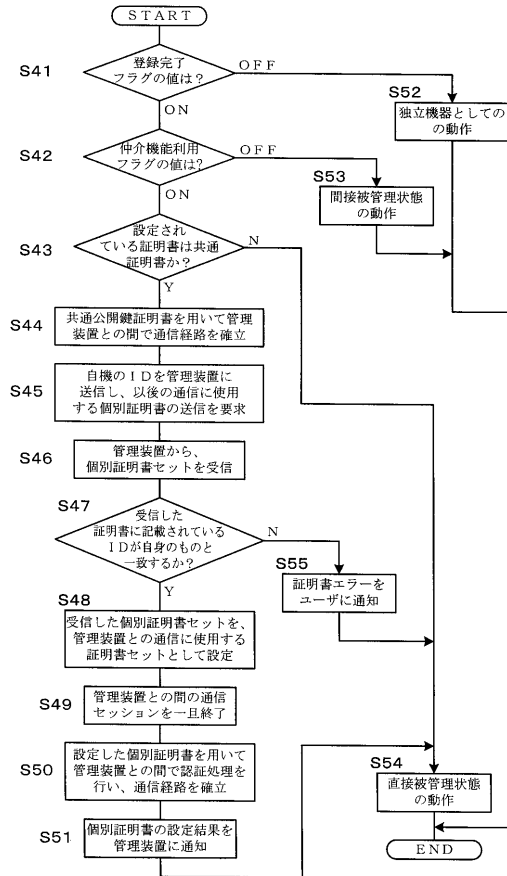 START
S41
登録完了
フラグの値は？
OFF
ON
S52
独立機器としての
の動作
S42
仲介機能利用
フラグの値は?
OFF
ON
S53
間接被管理状態
の動作
S43
設定され
ている証明書は共通
証明書か？
N
Y
S44
共通公開鍵証明書を用いて管理
装置との間で通信経路を確立
S45
自機のＩＤを管理装置に
送信し、以後の通信に使用
する個別証明書の送信を要求
S46
管理装置から、
個別証明書セットを受信
S47
受信した
証明書に記載されている
ＩＤが自身のものと
一致するか？
N
Y
S55
証明書エラーを
ユーザに通知
S48
受信した個別証明書セットを、
管理装置との通信に使用する
証明書セットとして設定
S49
管理装置との間の通信
セッションを一旦終了
S50
設定した個別証明書を用いて
管理装置との間で認証処理を
行い、通信経路を確立
S54
直接被管理状態
の動作
S51
個別証明書の設定結果を
管理装置に通知
END